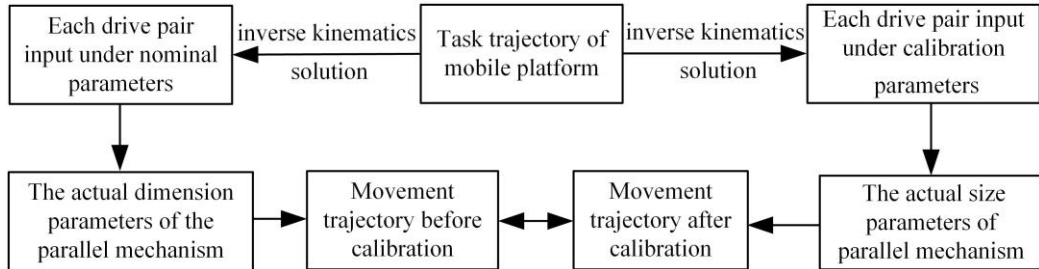 Each drive pair
input under nominal
parameters
inverse kinematics
solution
Task trajectory of
mobile platform
inverse kinematics
solution
Each drive pair input
under calibration
parameters
The actual dimension
parameters of the
parallel mechanism
Movement
trajectory before
calibration
Movement
trajectory after
calibration
The actual size
parameters of
parallel mechanism